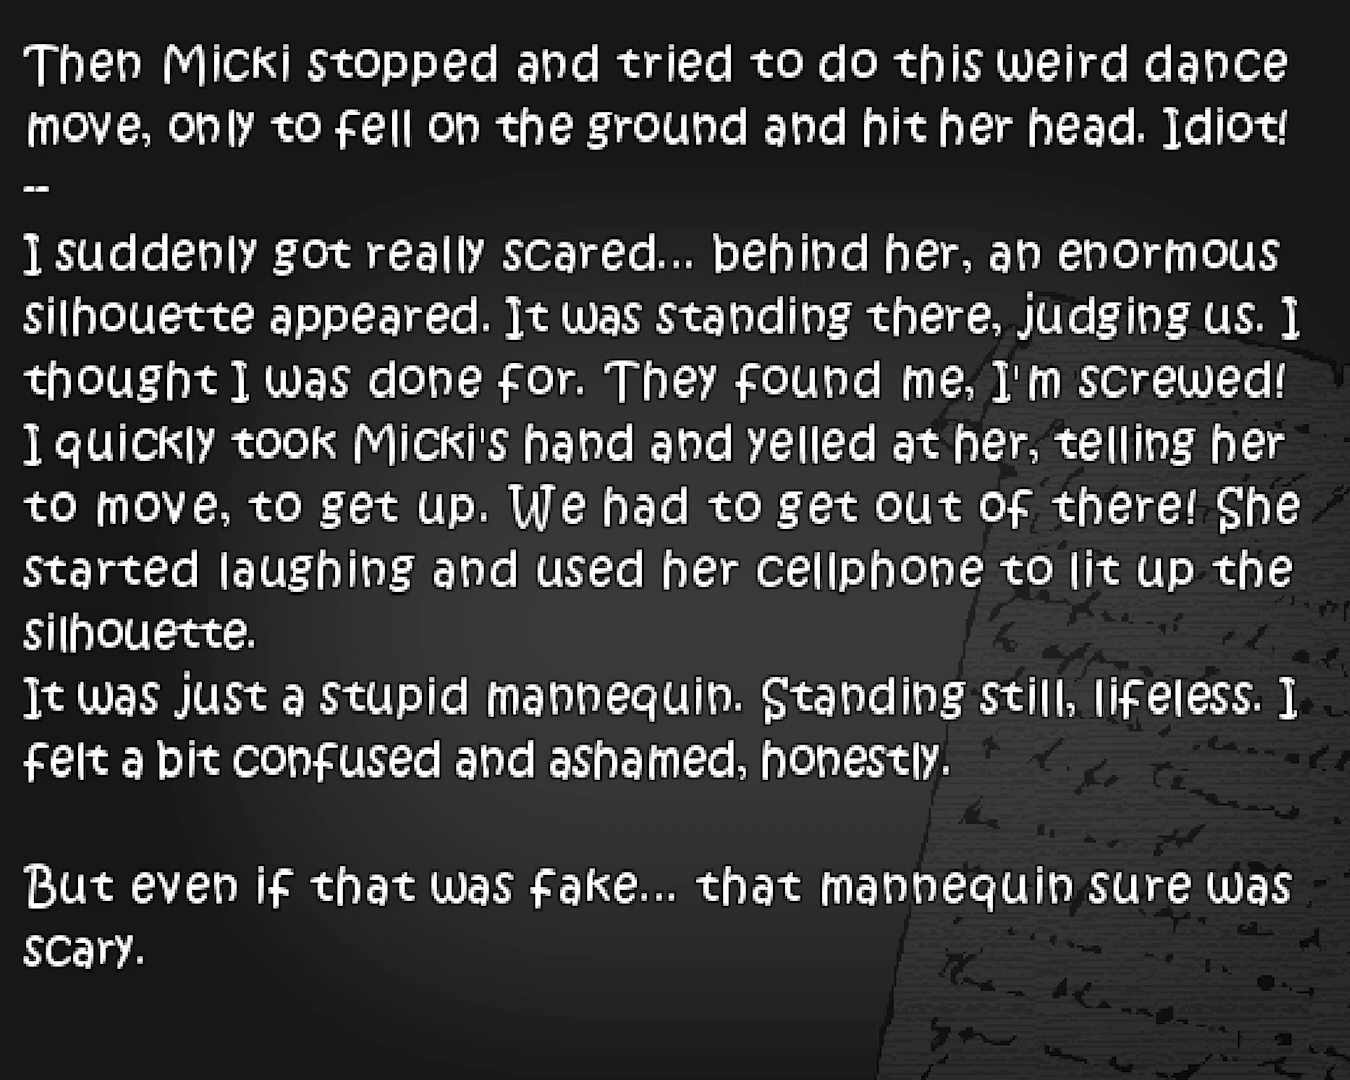 Then Micki stopped and tried to do this weird dance
move, only to fell on the ground and hit her head. Idiot!
--
I suddenly got really scared... behind her, an enormous
silhouette appeared. It was standing there, judging us. I
thought I was done for. They found me, I'm screwed!
I quickly took Micki's hand and yelled at her, telling her
to move, to get up. We had to get out of there! She
started laughing and used her cellphone to lit up the
silhouette.
It was just a stupid mannequin. Standing still, lifeless. I
felt a bit confused and ashamed, honestly.
But even if that was fake... that mannequin sure was
scary.